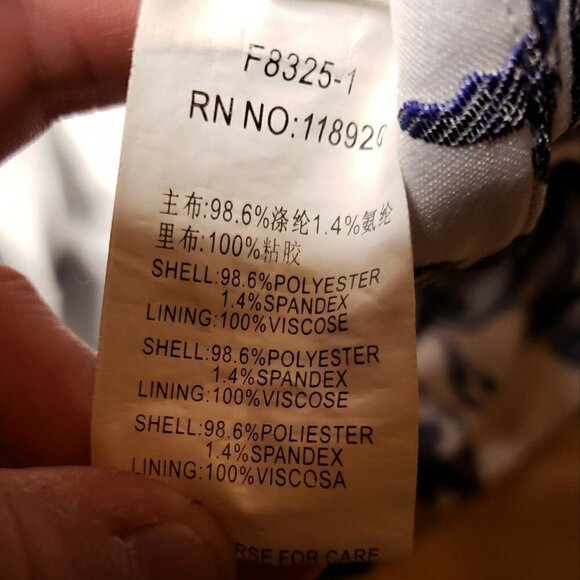 F8325-1
RN NO:118920
主布:98.6%涤纶1.4%氨纶
里布:100%粘胶
SHELL:98.6%POLYESTER
1.4%SPANDEX
LINING:100%VISCOSE
SHELL:98.6%POLYESTER
1.4%SPANDEX
LINING:100%VISCOSE
SHELL:98.6%POLIESTER
1.4%SPANDEX
LINING:100%VISCOSA
FOR CARE